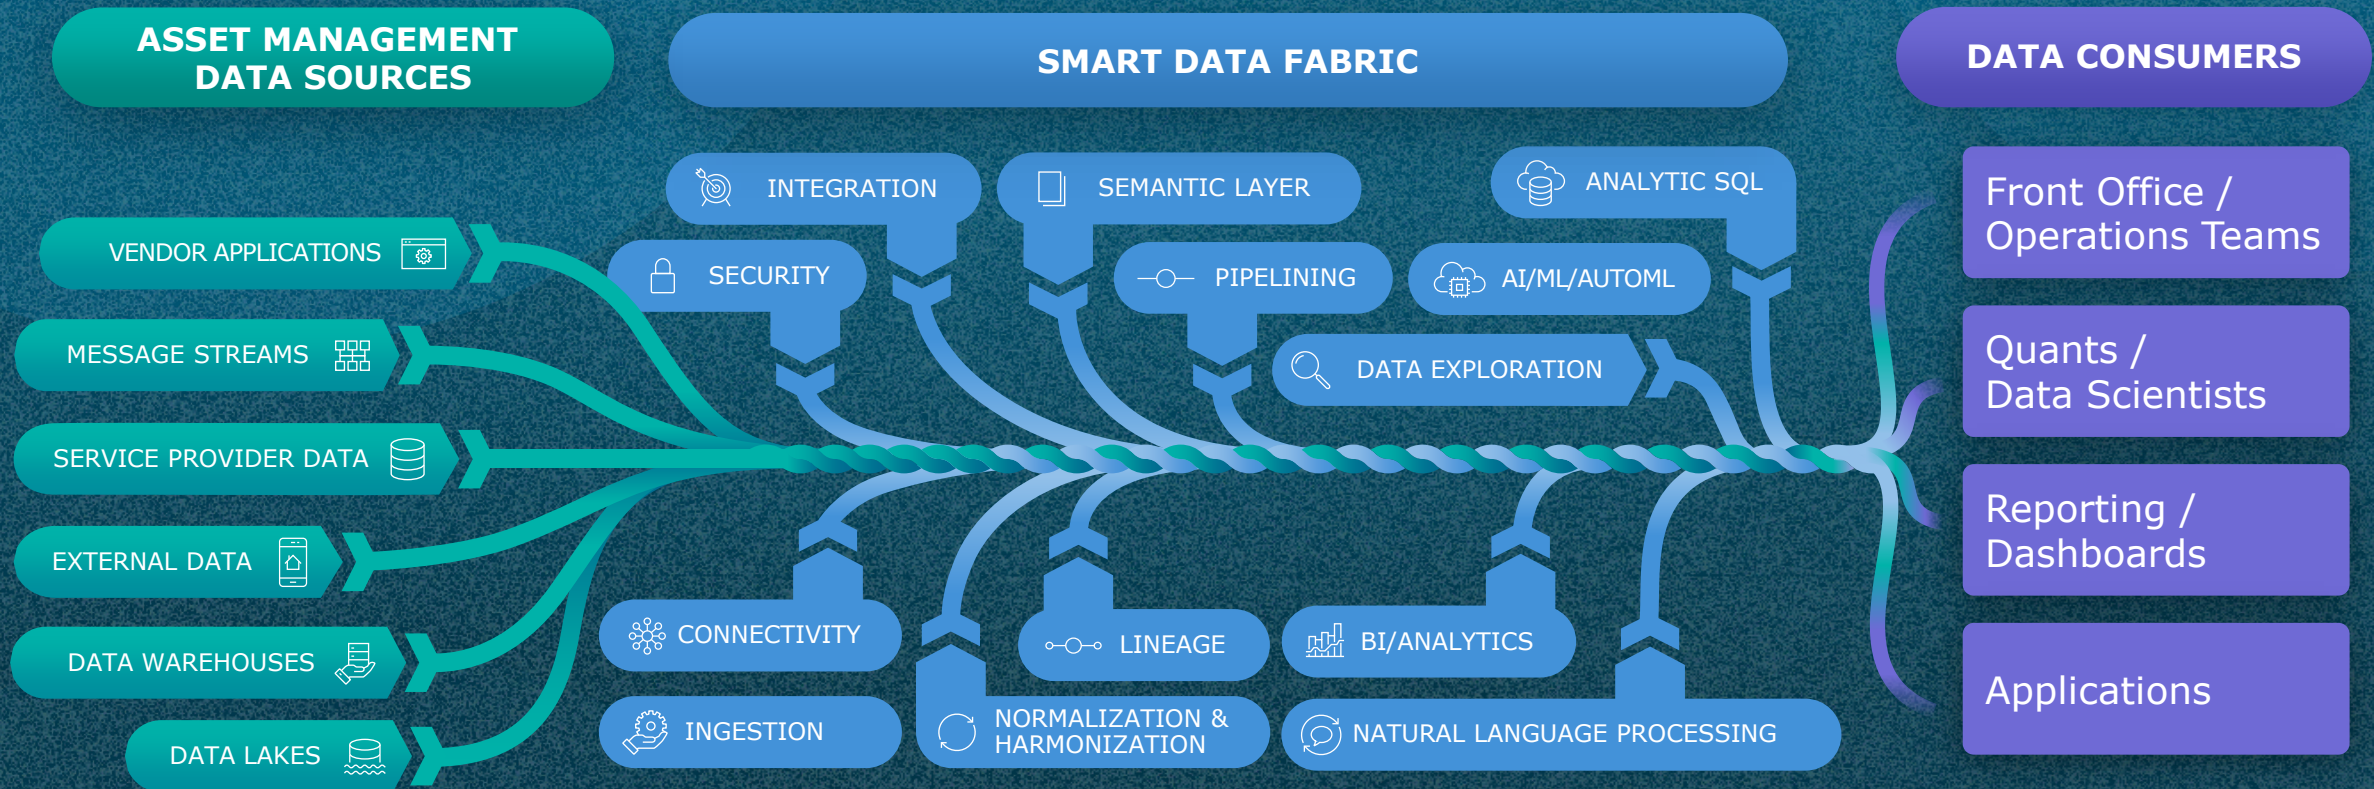 ASSET MANAGEMENT
DATA SOURCES
SMART DATA FABRIC
DATA CONSUMERS
VENDOR APPLICATIONS
MESSAGE STREAMS
SERVICE PROVIDER DATA
EXTERNAL DATA
DATA WAREHOUSES
DATA LAKES
INTEGRATION
SEMANTIC LAYER
ANALYTIC SQL
SECURITY
PIPELINING
AI/ML/AUTOML
DATA EXPLORATION
CONNECTIVITY
LINEAGE
BI/ANALYTICS
INGESTION
NORMALIZATION &
HARMONIZATION
NATURAL LANGUAGE PROCESSING
Front Office /
Operations Teams
Quants /
Data Scientists
Reporting /
Dashboards
Applications